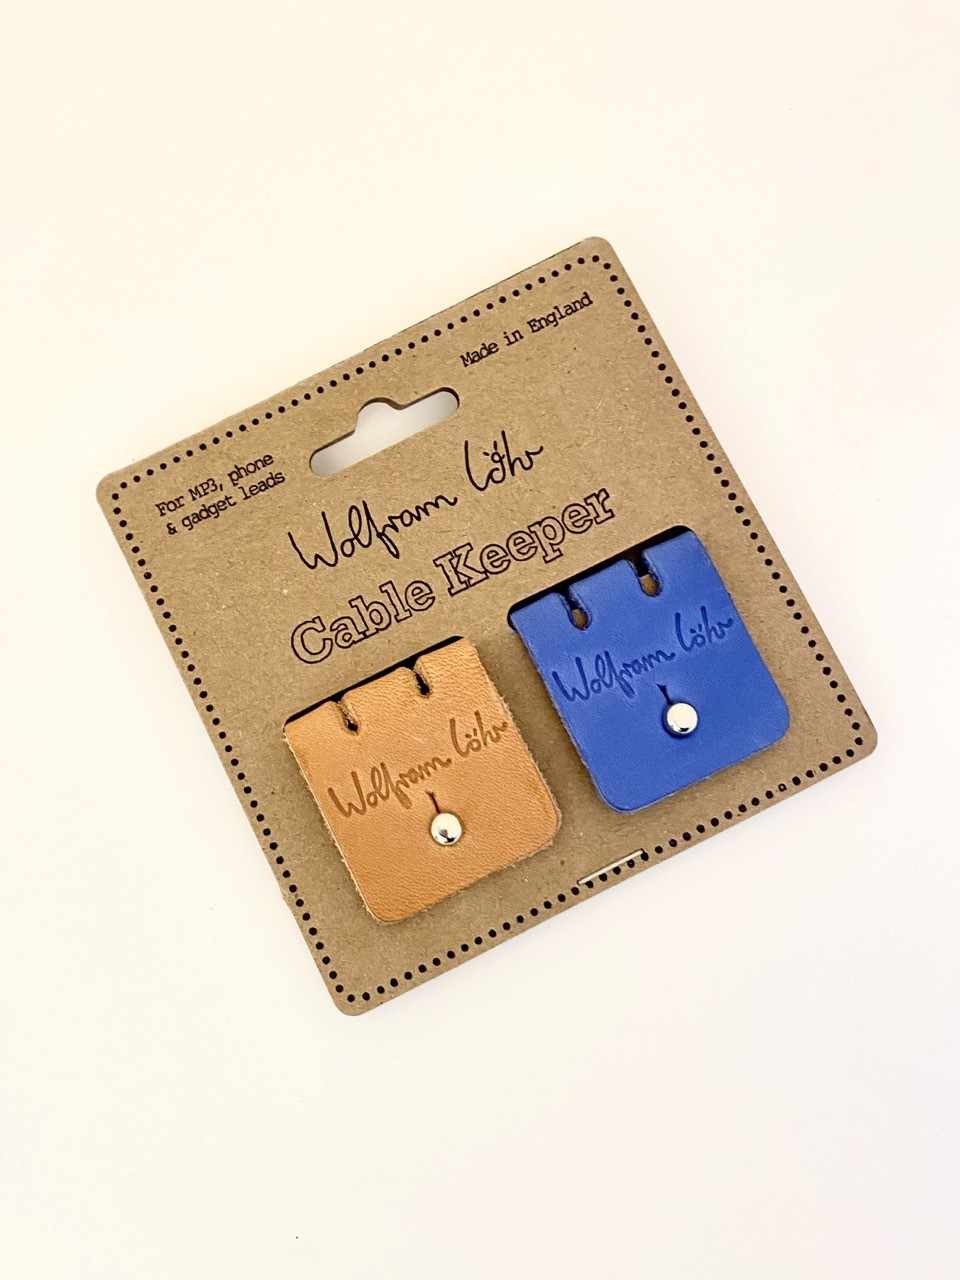 Made in England
For MP3, phone
& gadget leads
Wolfram Löhr
Cable Keeper
Wolfram Löhr
Wolfram Löhr